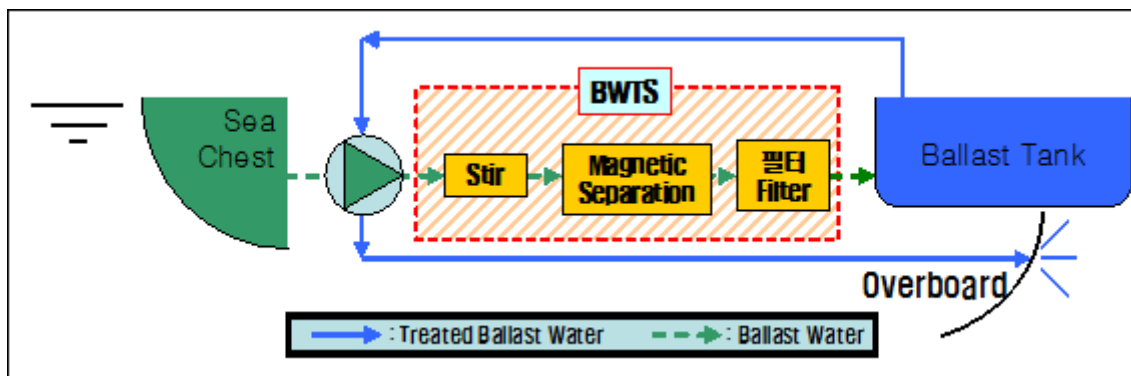 BWTS
Sea
Chest
Stir
Magnetic
Separation
필터
Filter
Ballast Tank
Overboard
: Treated Ballast Water
: Ballast Water